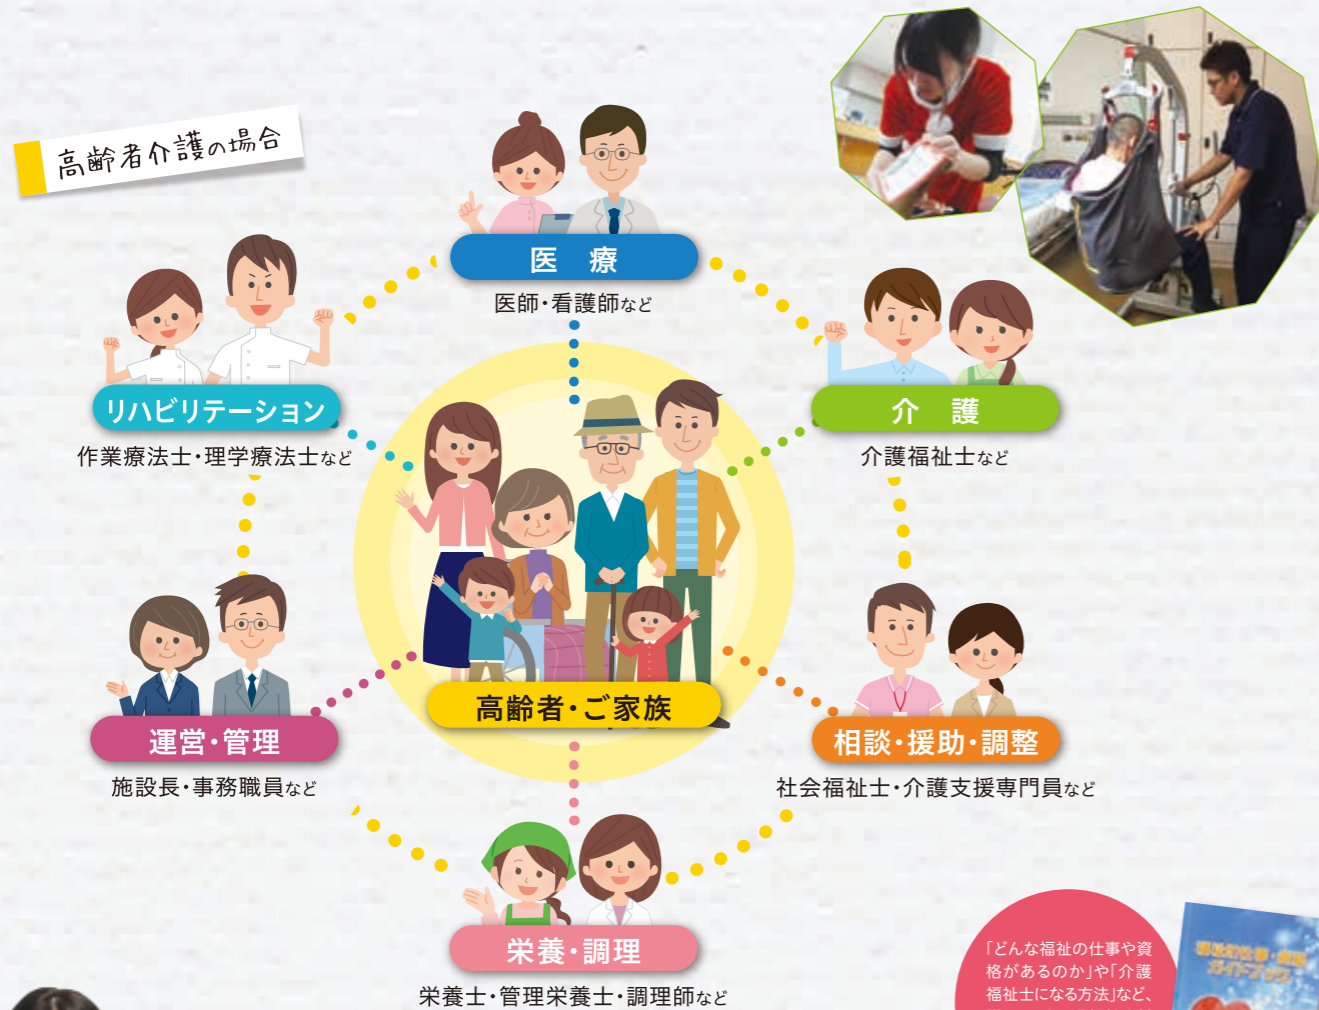 高齢者介護の場合
医 療
医師・看護師など
リハビリテーション
作業療法士・理学療法士など
介 護
介護福祉士など
高齢者・ご家族
運営・管理
施設長・事務職員など
相談・援助・調整
社会福祉士・介護支援専門員など
栄養・調理
栄養士・管理栄養士・調理師など
「どんな福祉の仕事や資
格があるのか」や「介護
福祉士になる方法」など、
ガイドブック